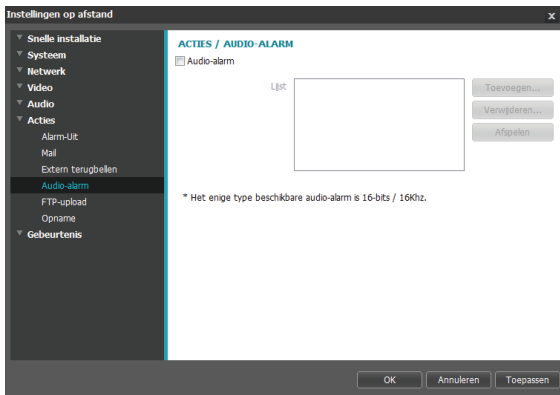 Instellingen op afstand
x
Snelle installatie
Systeem
Netwerk
Video
Audio
Acties
Alarm-Uit
Mail
Extern terugbellen
Audio-alarm
FTP-upload
Opname
Gebeurtenis
ACTIES / AUDIO-ALARM
Audio-alarm
Lijst
Toevoegen...
Verwijderen...
Afspelen
* Het enige type beschikbare audio-alarm is 16-bits / 16Khz.
OK
Annuleren
Toepassen